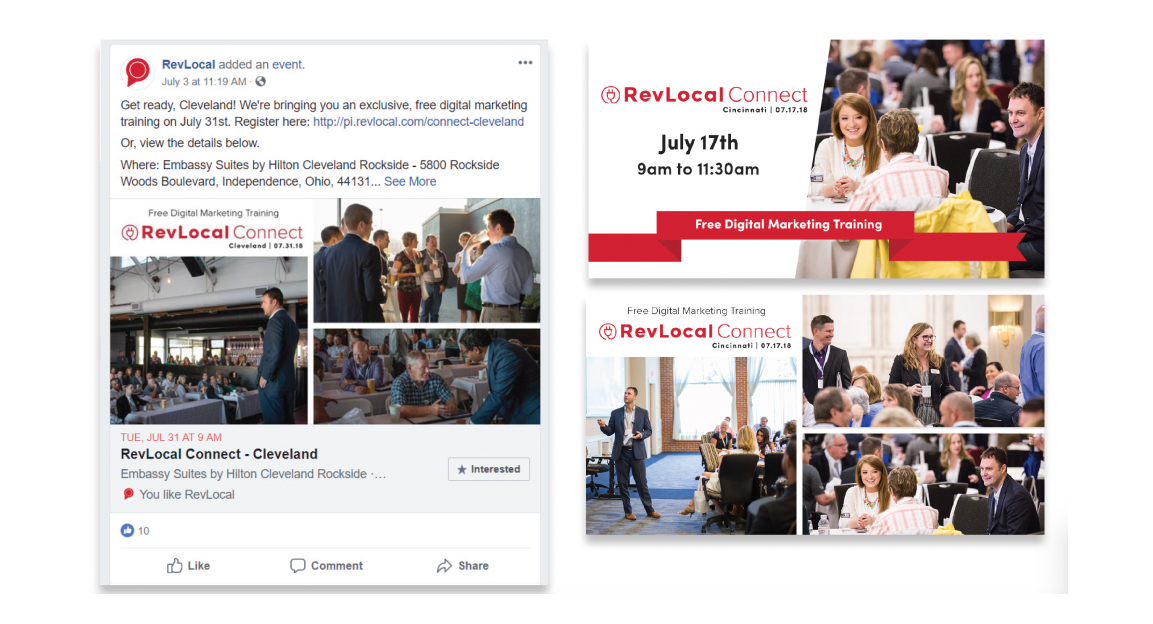 RevLocal added an event.
July 3 at 11:19 AM ·
Get ready, Cleveland! We're bringing you an exclusive, free digital marketing
training on July 31st. Register here: http://pi.revlocal.com/connect-cleveland
Or, view the details below.
Where: Embassy Suites by Hilton Cleveland Rockside - 5800 Rockside
Woods Boulevard, Independence, Ohio, 44131... See More
Free Digital Marketing Training
RevLocal Connect
Cleveland | 07.31.18
TUE, JUL 31 AT 9 AM
RevLocal Connect - Cleveland
Embassy Suites by Hilton Cleveland Rockside ·...
Interested
You like RevLocal
10
Like
Comment
Share
RevLocal Connect
Cincinnati | 07.17.18
July 17th
9am to 11:30am
Free Digital Marketing Training
Free Digital Marketing Training
RevLocal Connect
Cincinnati | 07.17.18